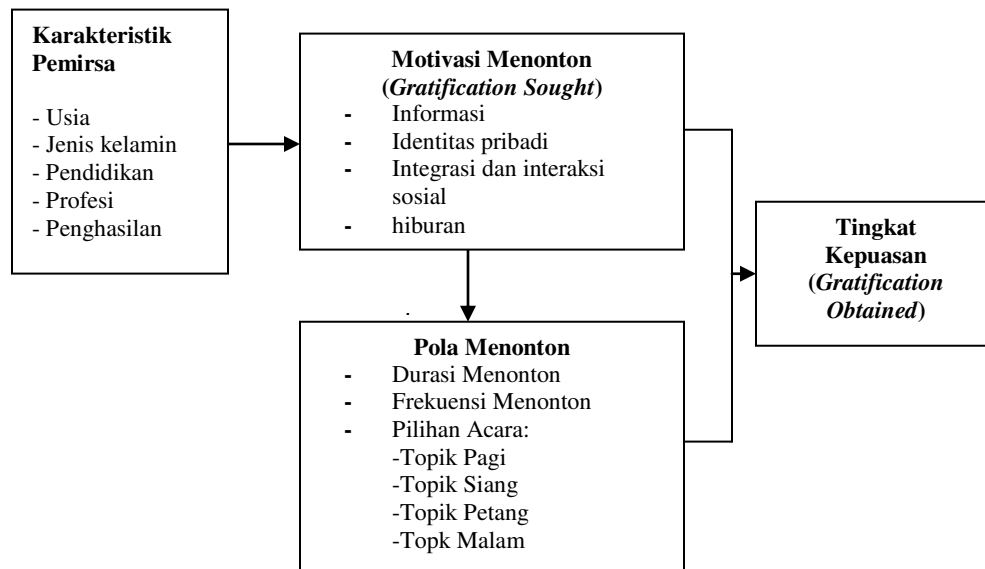 Karakteristik
Pemirsa
- Usia
- Jenis kelamin
- Pendidikan
- Profesi
- Penghasilan
Motivasi Menonton
(Gratification Sought)
- Informasi
- Identitas pribadi
- Integrasi dan interaksi
sosial
- hiburan
.
Pola Menonton
- Durasi Menonton
- Frekuensi Menonton
- Pilihan Acara:
-Topik Pagi
-Topik Siang
-Topik Petang
-Topk Malam
Tingkat
Kepuasan
(Gratification
Obtained)